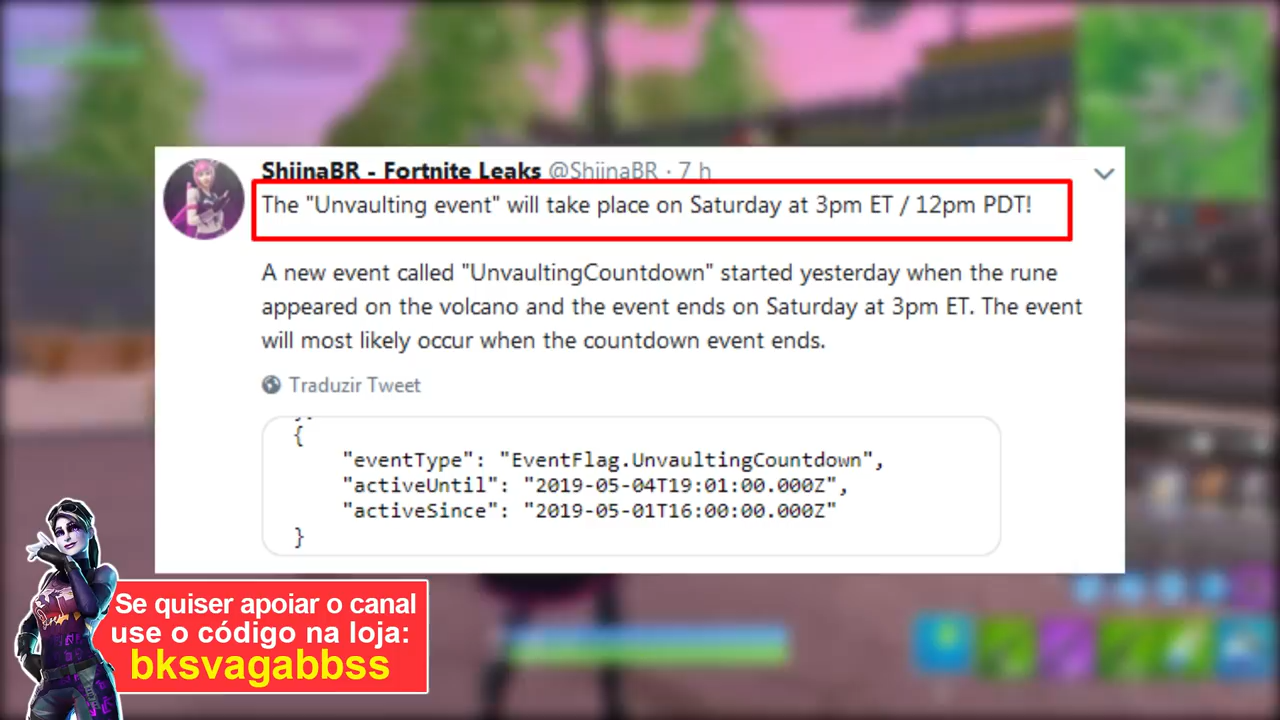 ShiinaBR - Fortnite Leaks @ShiinaBR · 7 h
The "Unvaulting event" will take place on Saturday at 3pm ET / 12pm PDT!
A new event called "UnvaultingCountdown" started yesterday when the rune
appeared on the volcano and the event ends on Saturday at 3pm ET. The event
will most likely occur when the countdown event ends.
Traduzir Tweet
{
"eventType": "EventFlag.UnvaultingCountdown",
"activeUntil": "2019-05-04T19:01:00.000Z",
"activeSince": "2019-05-01T16:00:00.000Z"
}
Se quiser apoiar o canal
use o código na loja:
bksvagabbss